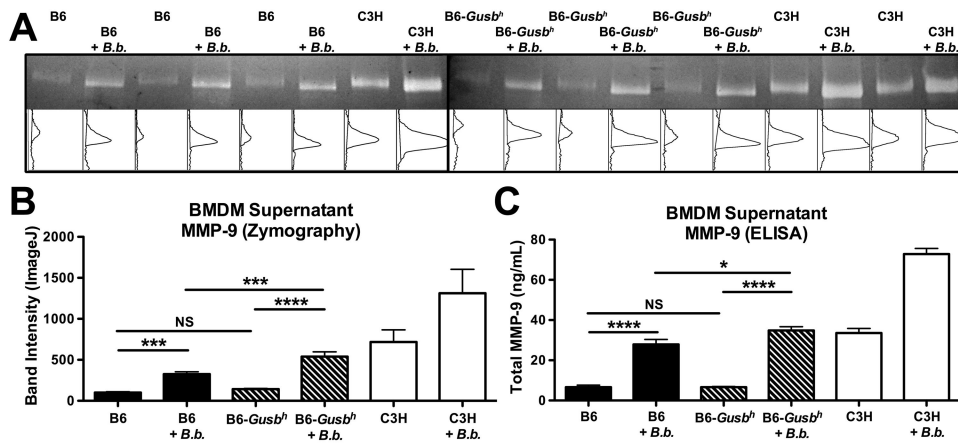 A
B6 B6 B6 C3H B6-Gusbʰ B6-Gusbʰ B6-Gusbʰ C3H C3H
B6 B6 B6 C3H B6-Gusbʰ B6-Gusbʰ B6-Gusbʰ C3H C3H
+ B.b. + B.b. + B.b. + B.b. + B.b. + B.b. + B.b. + B.b. + B.b.
B
BMDM Supernatant
MMP-9 (Zymography)
Band Intensity (ImageJ)
2000
1500
1000
500
0
***
****
NS
***
B6 B6 B6-Gusbʰ B6-Gusbʰ C3H C3H
+ B.b. + B.b. + B.b.
C
BMDM Supernatant
MMP-9 (ELISA)
Total MMP-9 (ng/mL)
80
60
40
20
0
*
****
NS
****
B6 B6 B6-Gusbʰ B6-Gusbʰ C3H C3H
+ B.b. + B.b. + B.b.